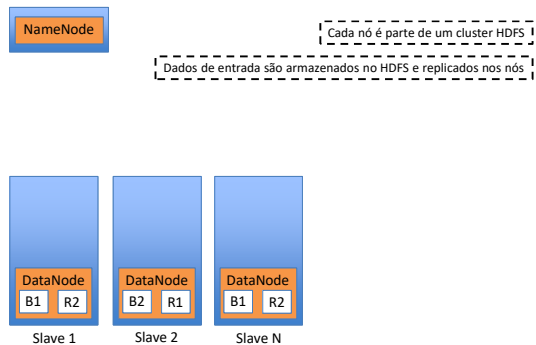 NameNode
Cada nó é parte de um cluster HDFS
Dados de entrada são armazenados no HDFS e replicados nos nós
DataNode DataNode DataNode
B1 R2 B2 R1 B1 R2
Slave 1 Slave 2 Slave N